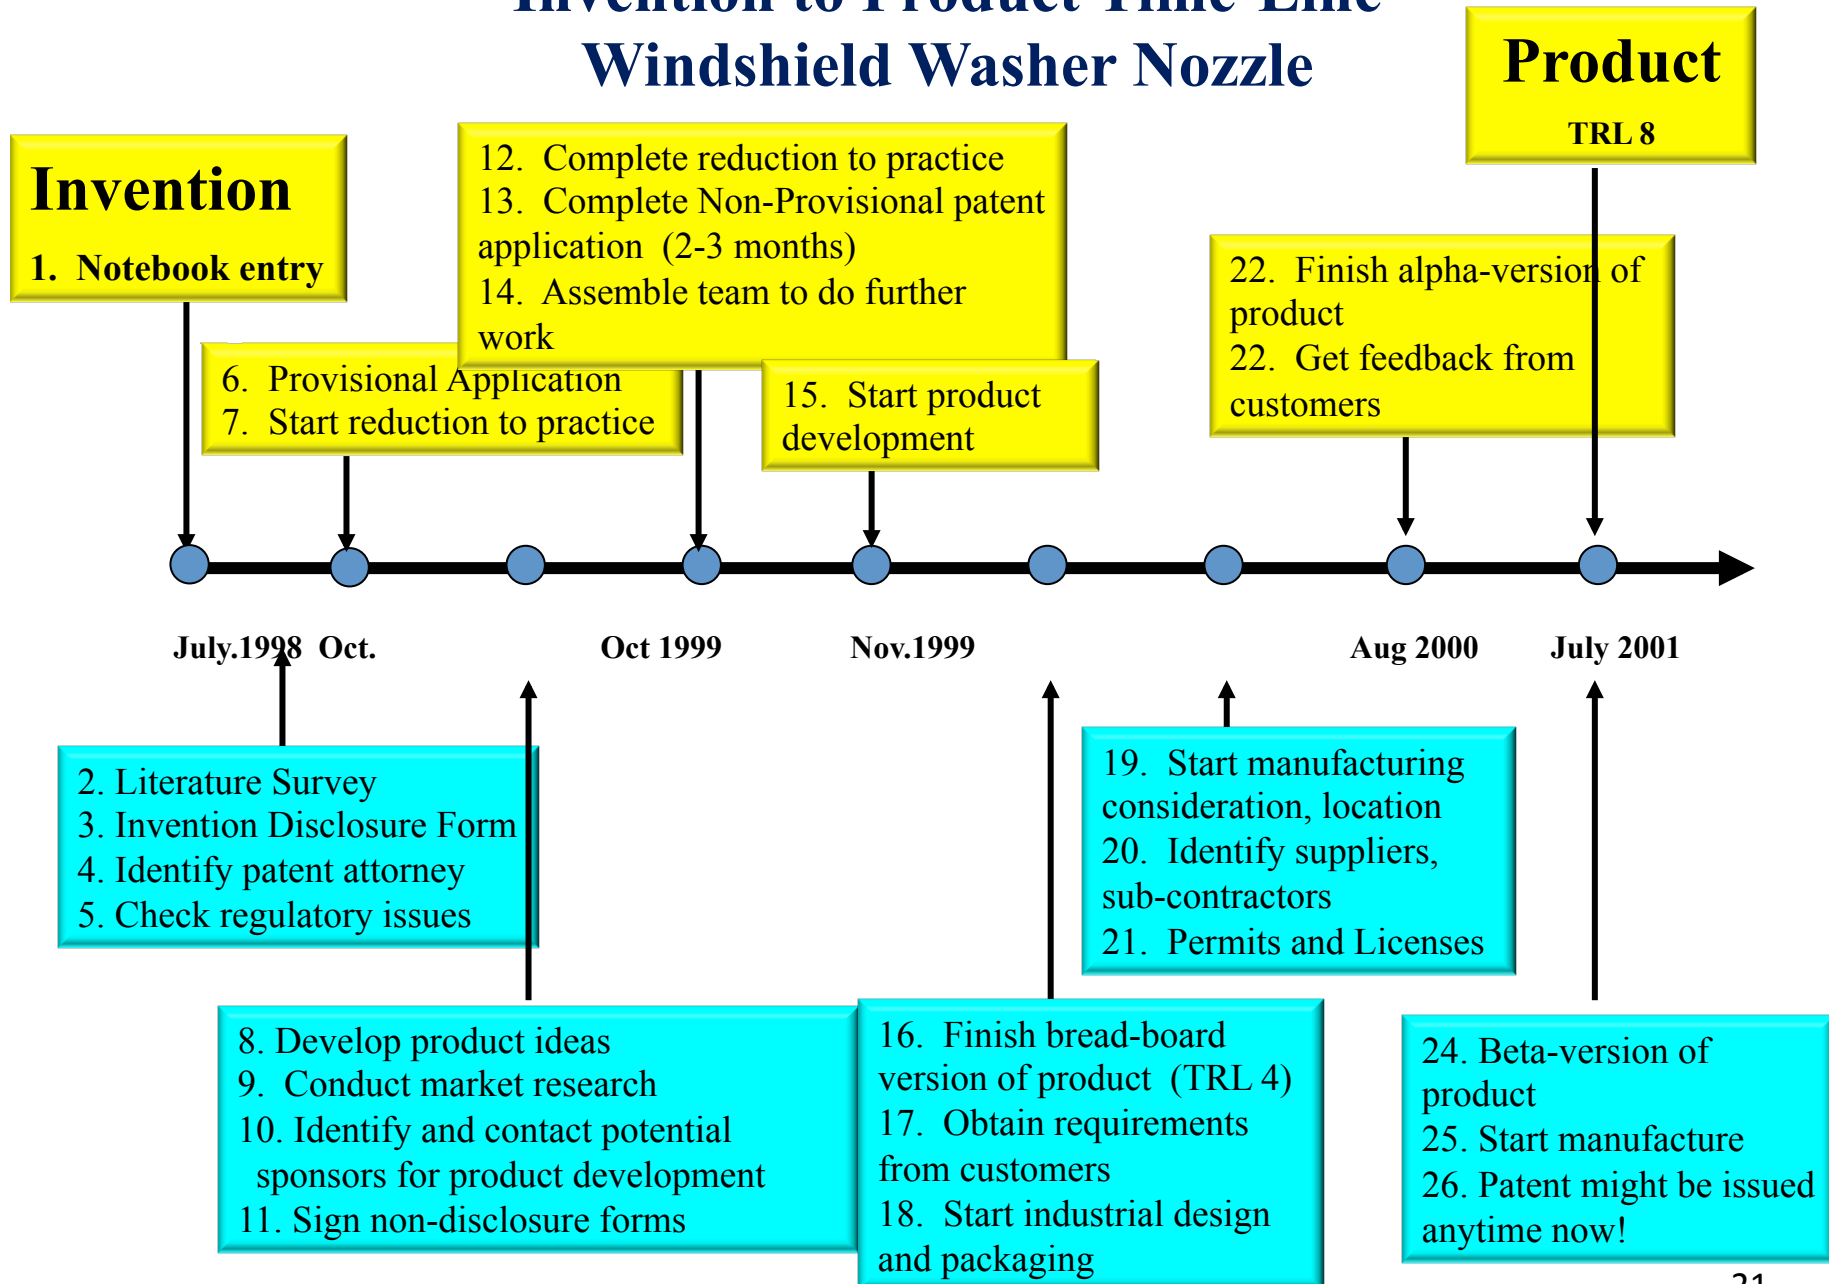 Invention to Product Time-Line
Windshield Washer Nozzle
Product
TRL 8
Invention
1. Notebook entry
12. Complete reduction to practice
13. Complete Non-Provisional patent
application (2-3 months)
14. Assemble team to do further
work
6. Provisional Application
7. Start reduction to practice
15. Start product
development
22. Finish alpha-version of
product
22. Get feedback from
customers
July.1998 Oct.
Oct 1999
Nov.1999
Aug 2000
July 2001
2. Literature Survey
3. Invention Disclosure Form
4. Identify patent attorney
5. Check regulatory issues
19. Start manufacturing
consideration, location
20. Identify suppliers,
sub-contractors
21. Permits and Licenses
8. Develop product ideas
9. Conduct market research
10. Identify and contact potential
sponsors for product development
11. Sign non-disclosure forms
16. Finish bread-board
version of product (TRL 4)
17. Obtain requirements
from customers
18. Start industrial design
and packaging
24. Beta-version of
product
25. Start manufacture
26. Patent might be issued
anytime now!